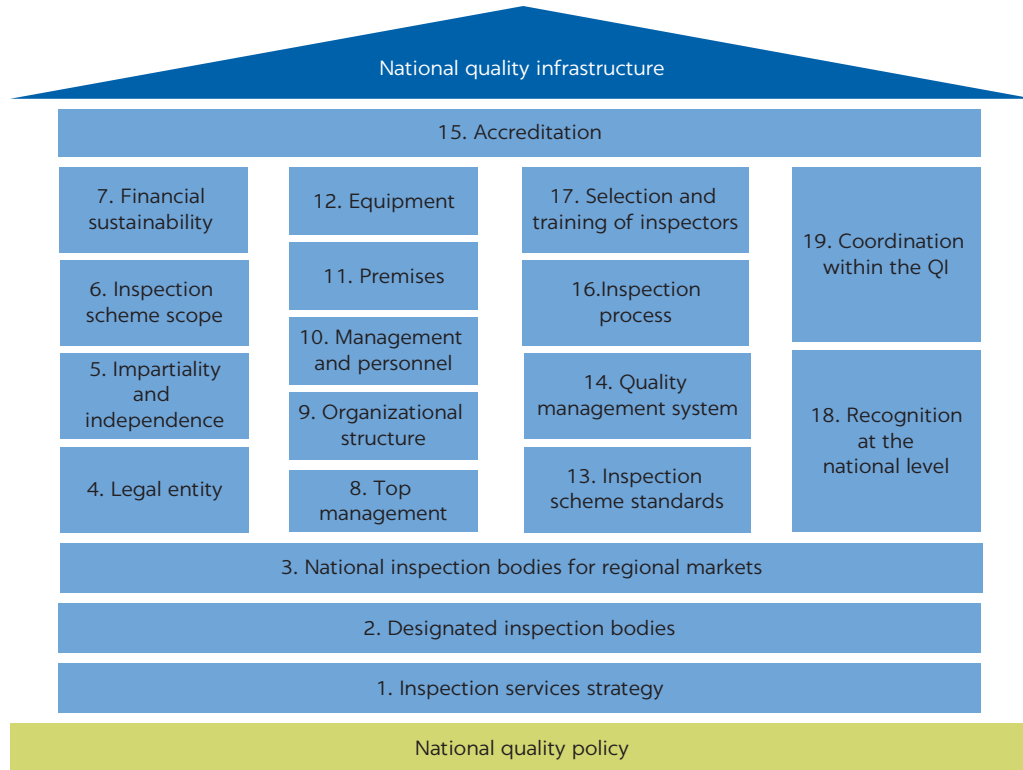 National quality infrastructure
15. Accreditation
7. Financial
sustainability
6. Inspection
scheme scope
5. Impartiality
and
independence
4. Legal entity
12. Equipment
11. Premises
10. Management
and personnel
9. Organizational
structure
8. Top
management
17. Selection and
training of inspectors
16.Inspection
process
14. Quality
management system
13. Inspection
scheme standards
19. Coordination
within the QI
18. Recognition
at the
national level
3. National inspection bodies for regional markets
2. Designated inspection bodies
1. Inspection services strategy
National quality policy